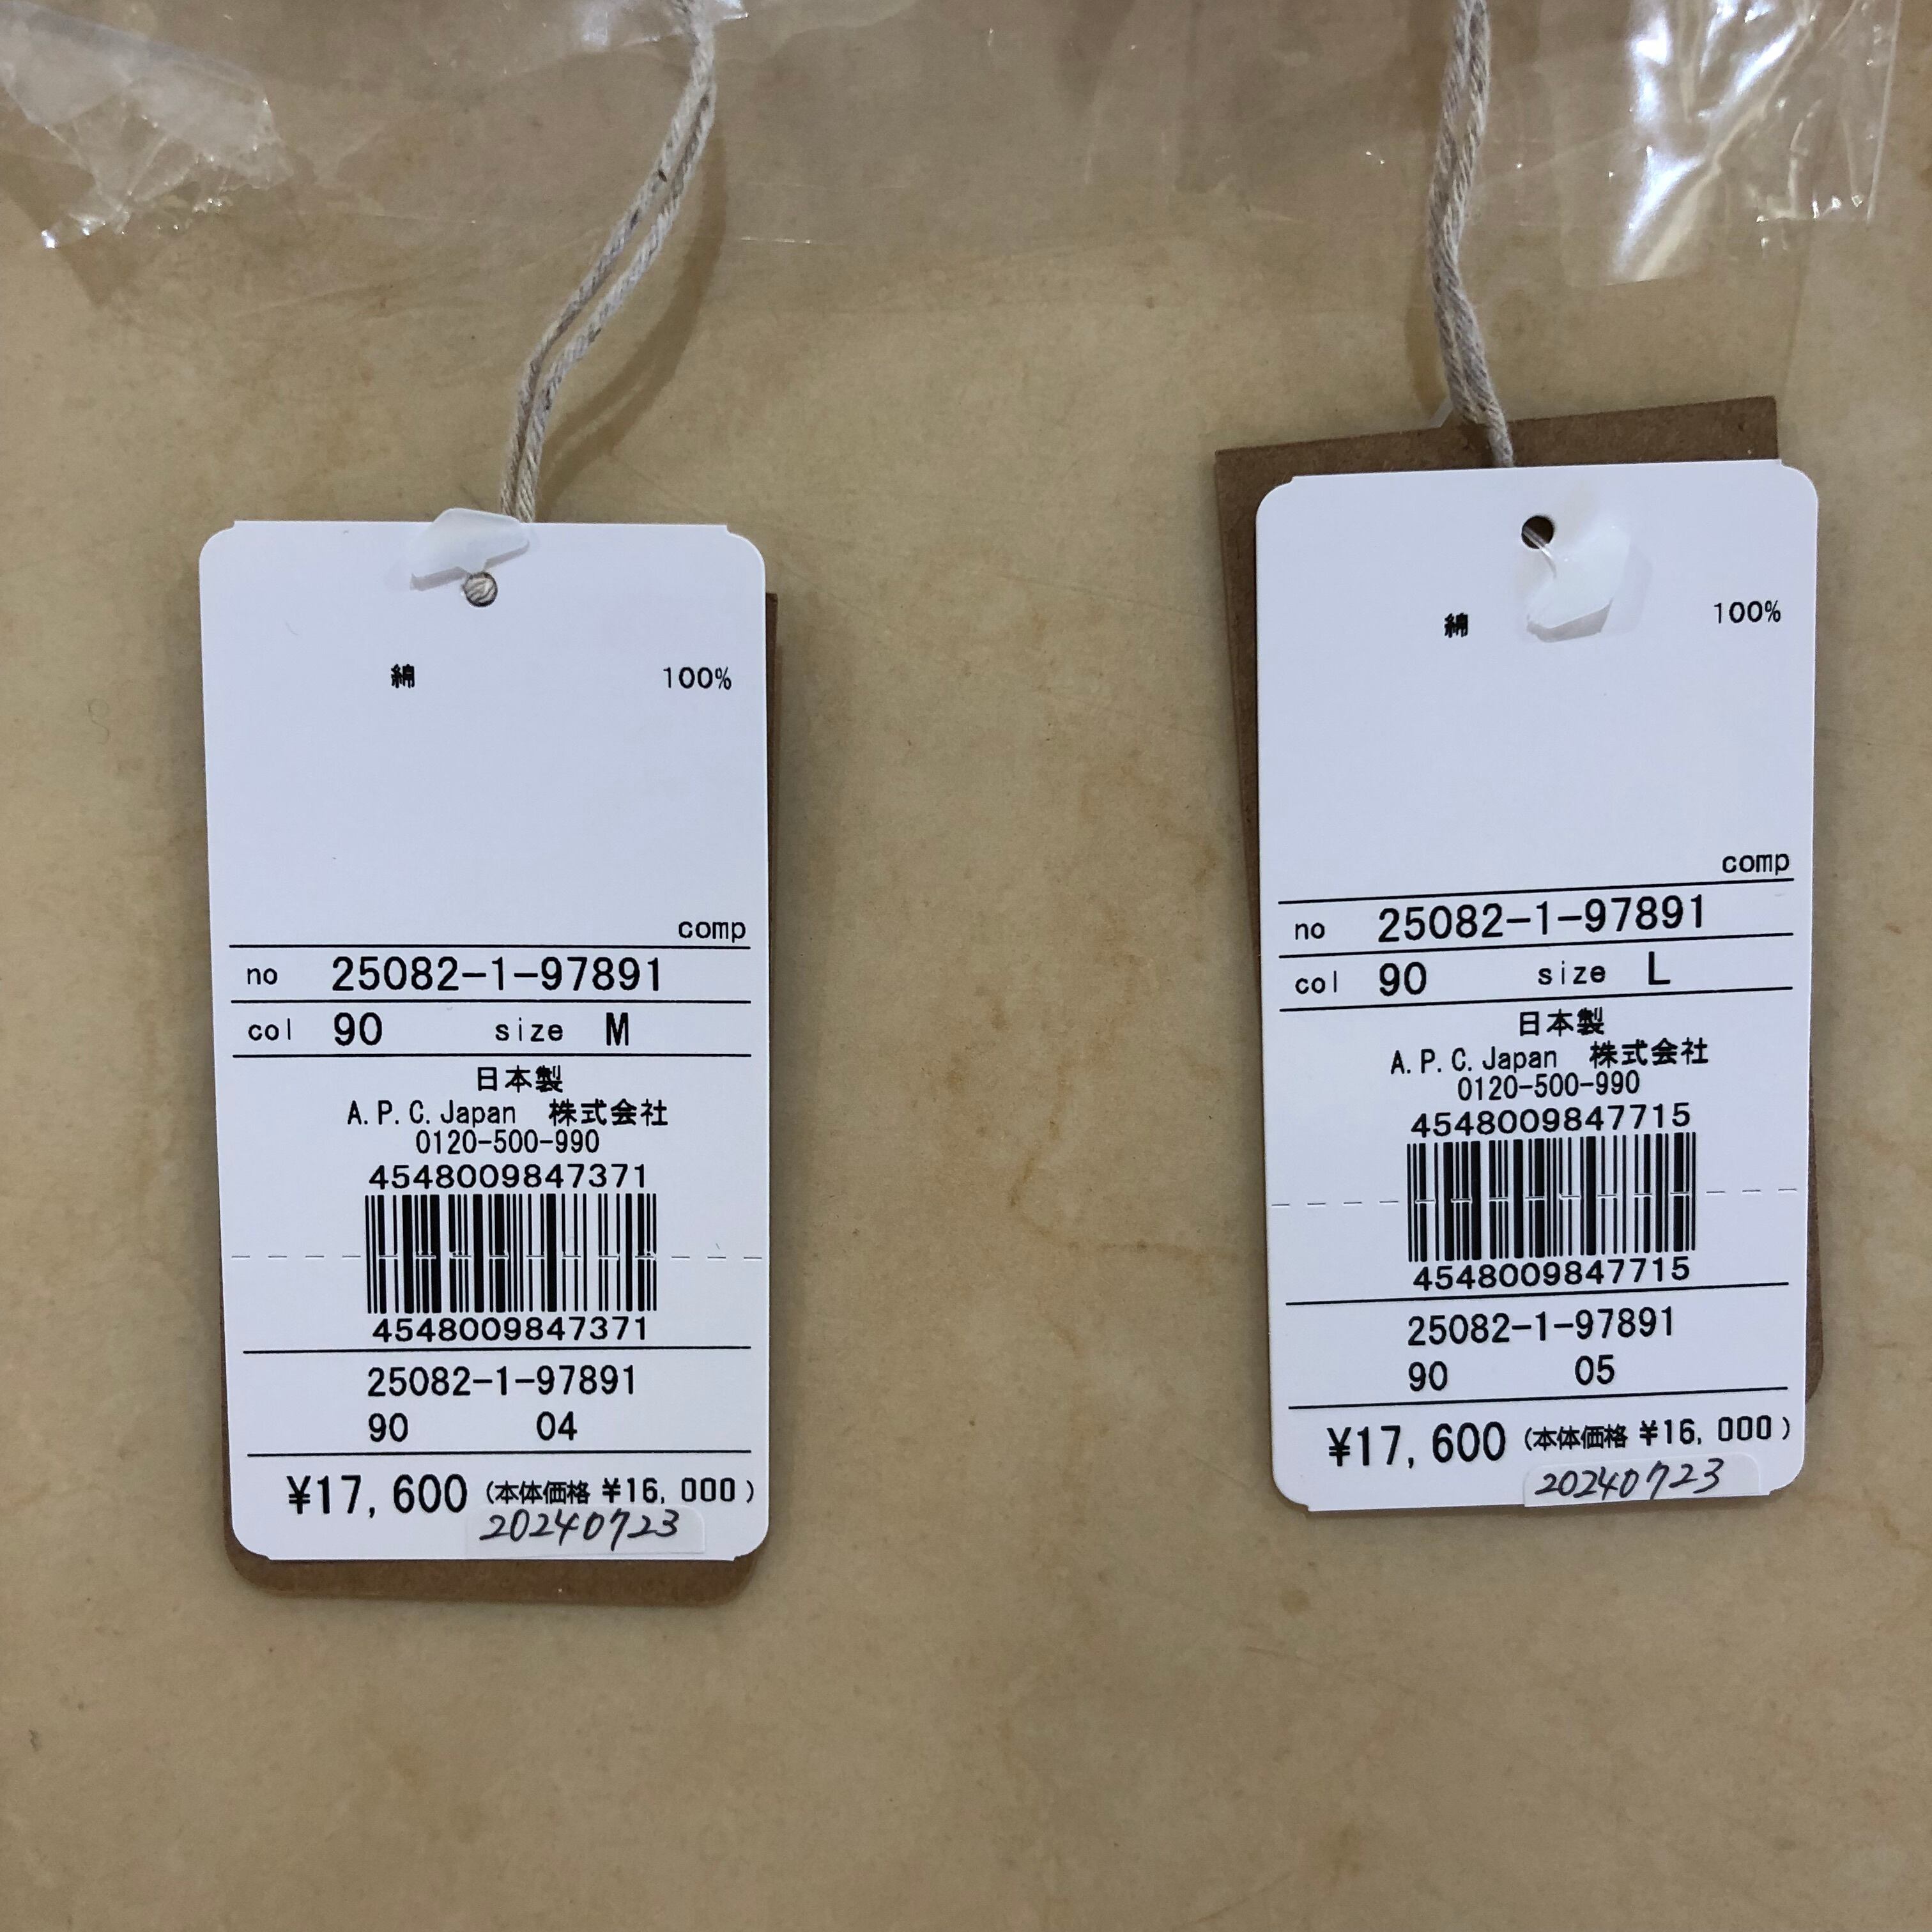 綿 100%
comp
no 25082-1-97891
col 90 size M
日本製
A.P.C.Japan 株式会社
0120-500-990
4548009847371
4548009847371
25082-1-97891
90 04
¥17,600 (本体価格 ¥16,000)
20240723
綿 100%
comp
no 25082-1-97891
col 90 size L
日本製
A.P.C.Japan 株式会社
0120-500-990
4548009847715
4548009847715
25082-1-97891
90 05
¥17,600 (本体価格 ¥16,000)
20240723